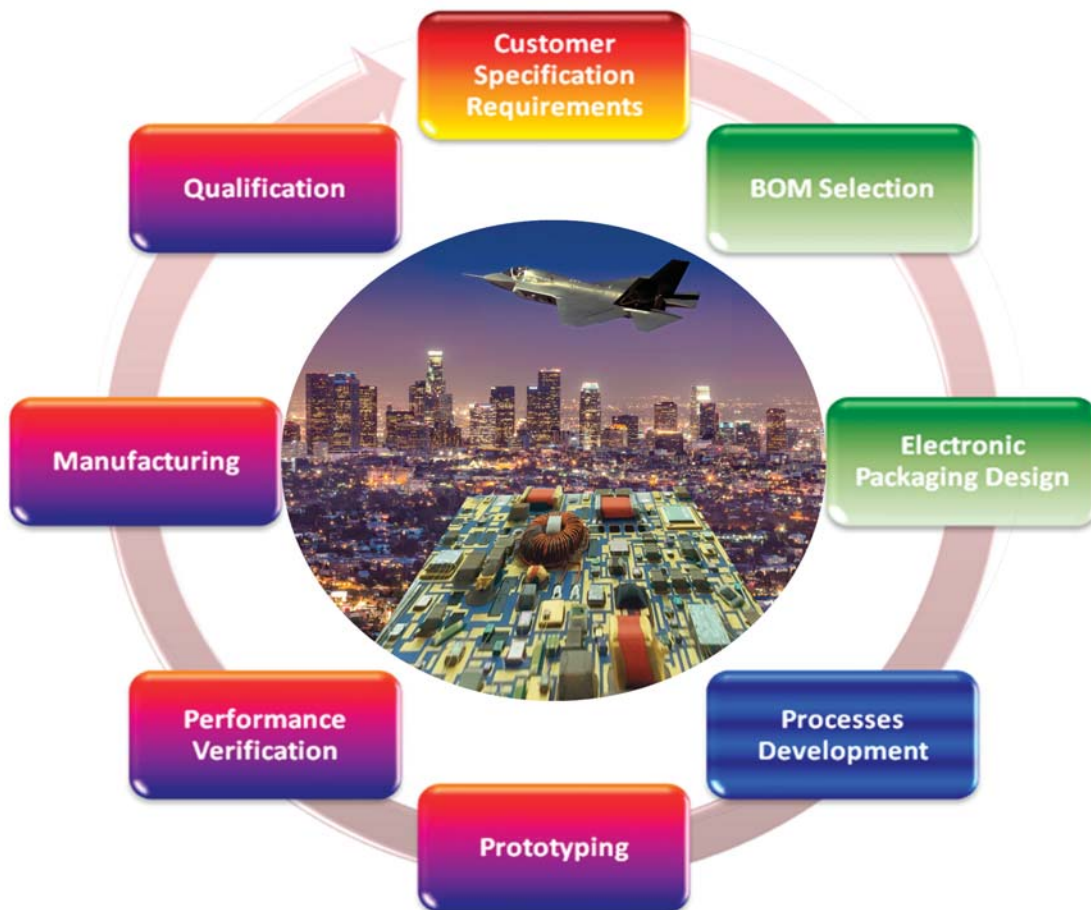 Customer
Specification
Requirements
BOM Selection
Electronic
Packaging Design
Processes
Development
Prototyping
Performance
Verification
Manufacturing
Qualification